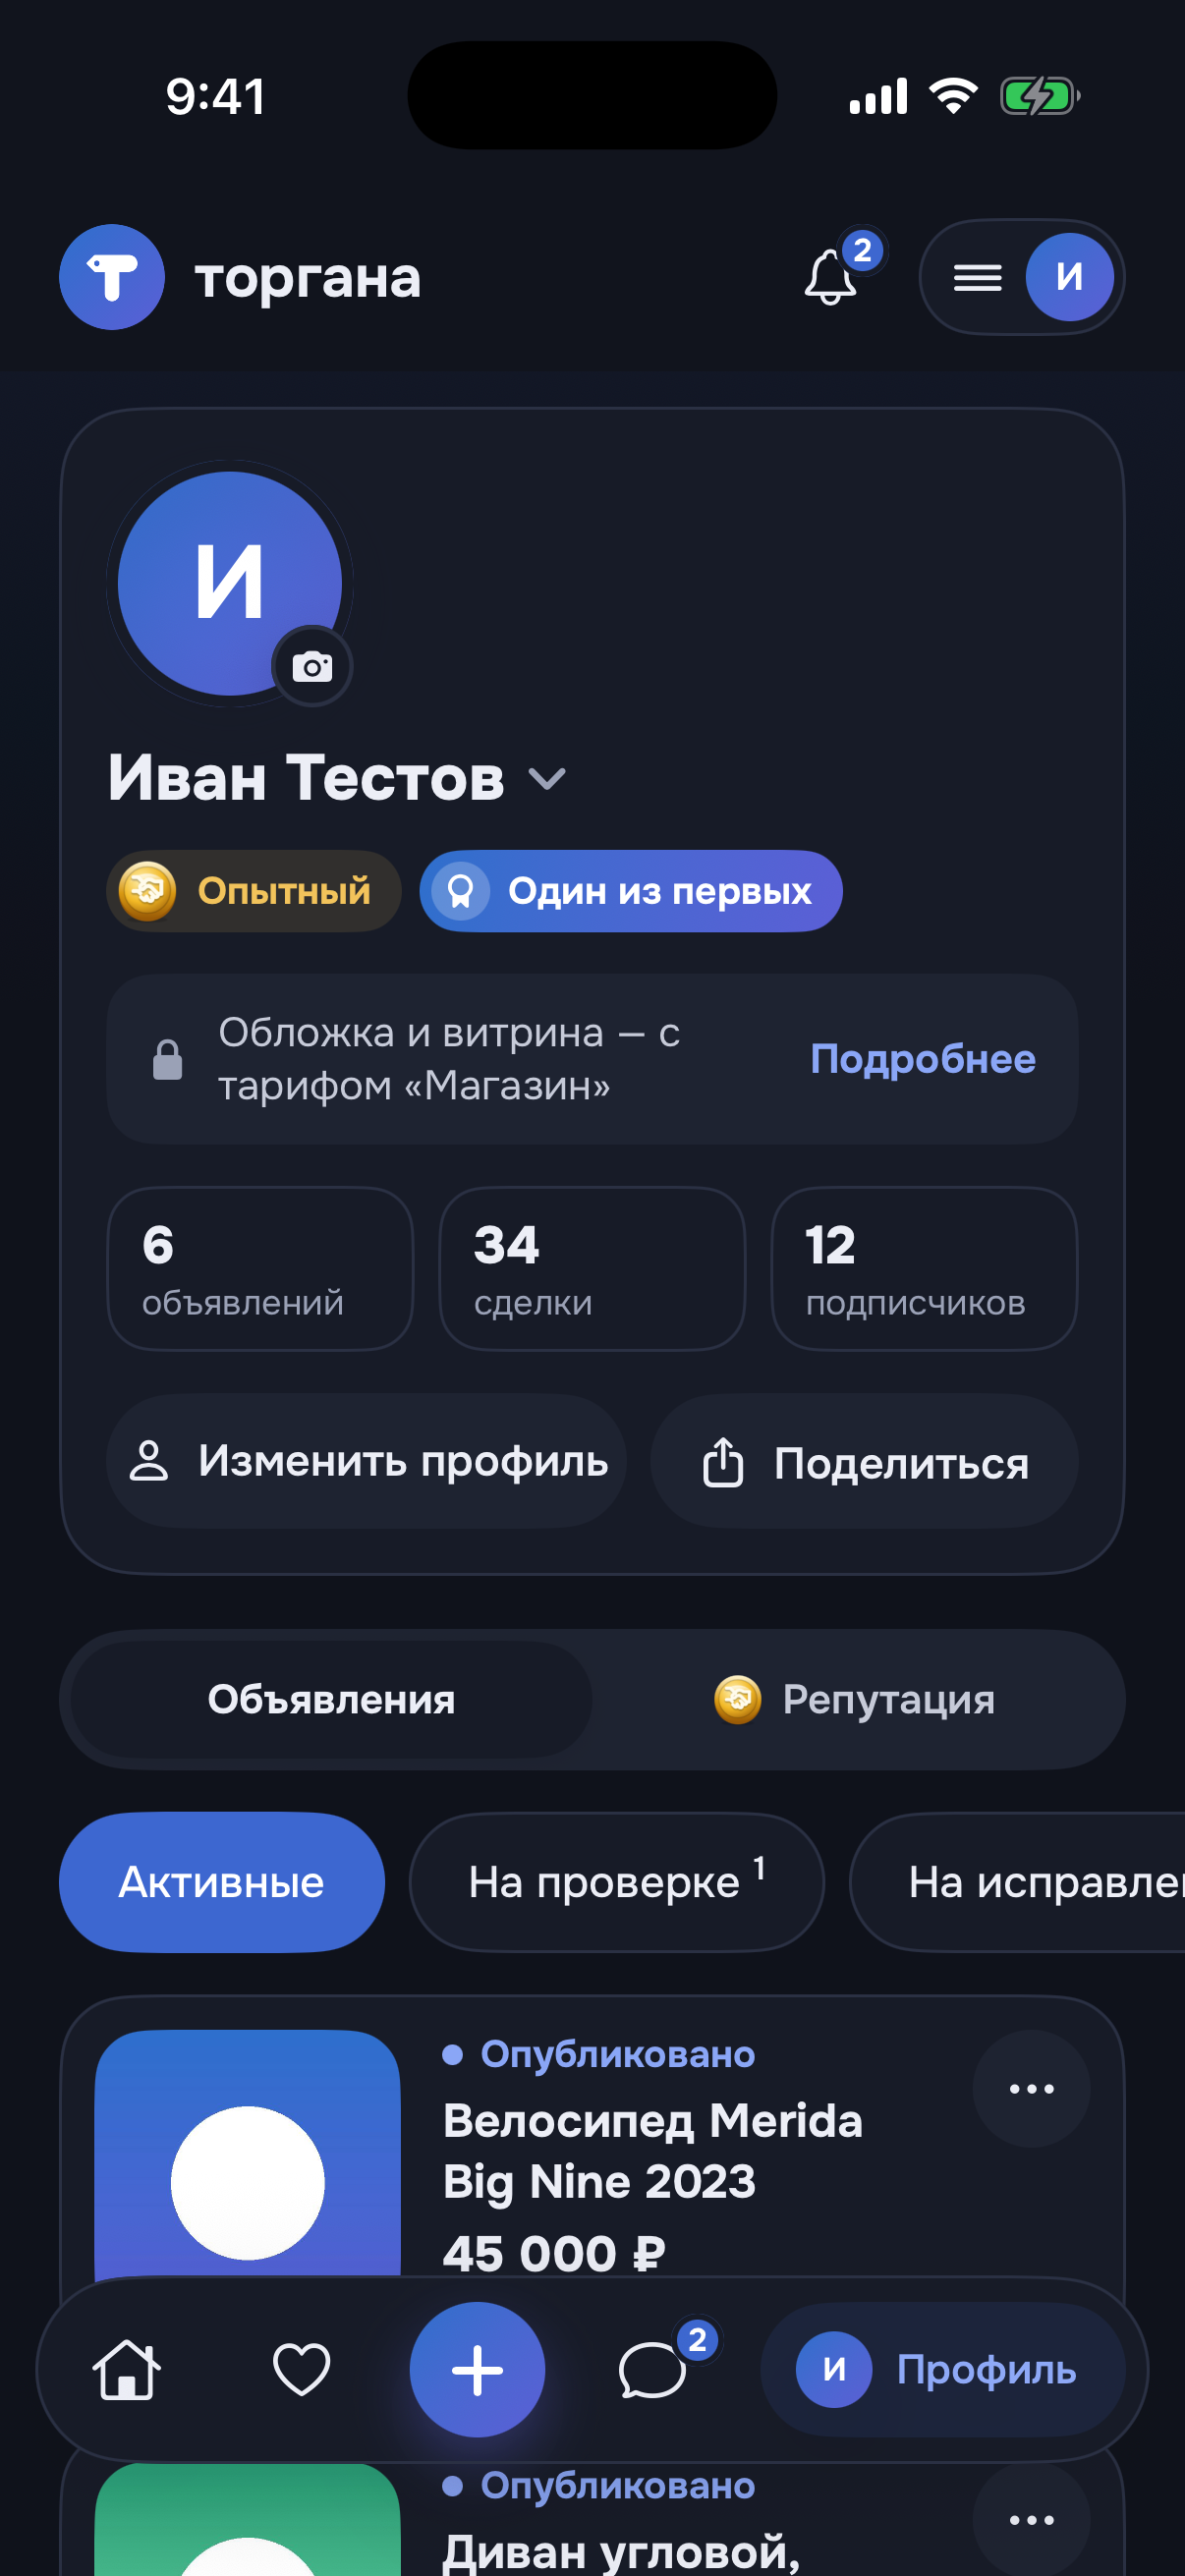 9:41
торгана
2
И
И
Иван Тестов
Опытный
Один из первых
Обложка и витрина — с
тарифом «Магазин»
Подробнее
6
объявлений
34
сделки
12
подписчиков
Изменить профиль
Поделиться
Объявления
Репутация
Активные
На проверке 1
На исправле
Опубликовано
Велосипед Merida
Big Nine 2023
45 000 ₽
2
И
Профиль
Опубликовано
Диван угловой,